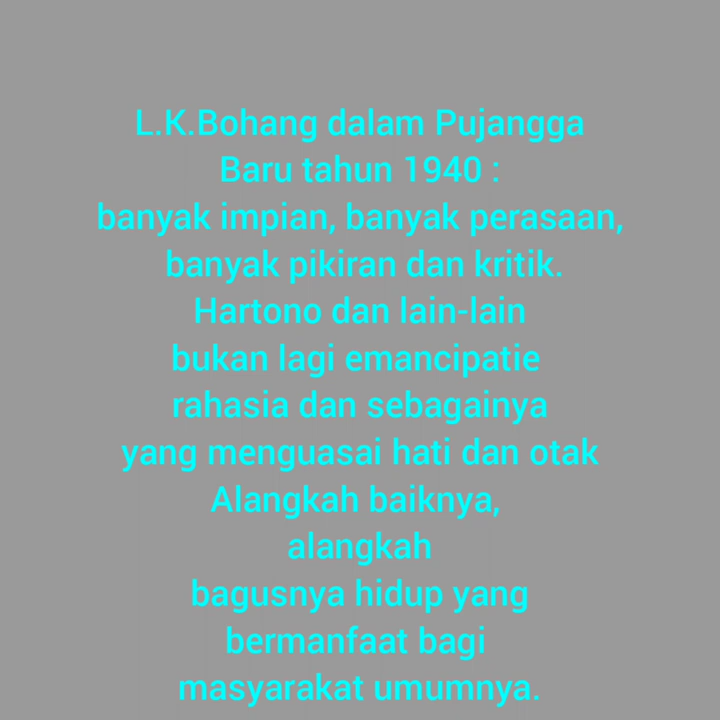 L.K.Bohang dalam Pujangga
Baru tahun 1940 :
banyak impian, banyak perasaan,
banyak pikiran dan kritik.
Hartono dan lain-lain
bukan lagi emancipatie
rahasia dan sebagainya
yang menguasai hati dan otak
Alangkah baiknya,
alangkah
bagusnya hidup yang
bermanfaat bagi
masyarakat umumnya.